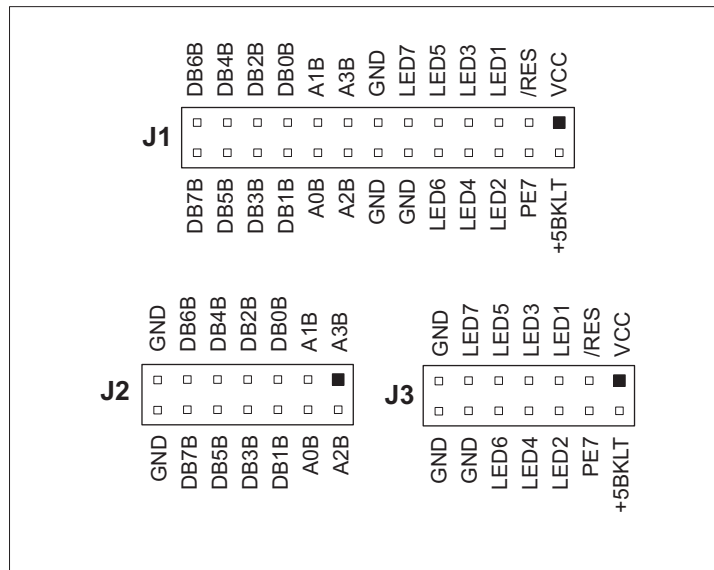 DB6B DB4B DB2B DB0B A1B A3B GND LED7 LED5 LED3 LED1 /RES VCC
J1
DB7B DB5B DB3B DB1B A0B A2B GND GND LED6 LED4 LED2 PE7 +5BKLT
GND DB6B DB4B DB2B DB0B A1B A3B
J2
GND DB7B DB5B DB3B DB1B A0B A2B
GND LED7 LED5 LED3 LED1 /RES VCC
J3
GND GND LED6 LED4 LED2 PE7 +5BKLT